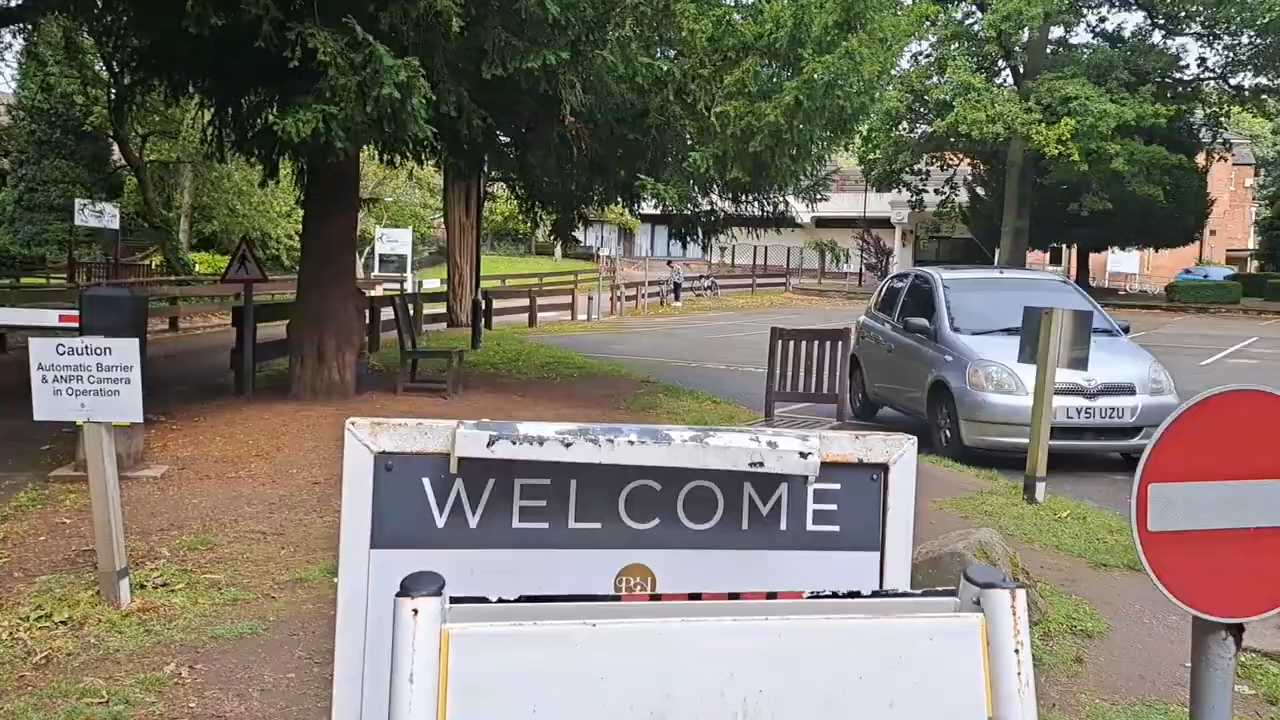 Caution
Automatic Barrier
& ANPR Camera
in Operation
WELCOME
LY51 UZU